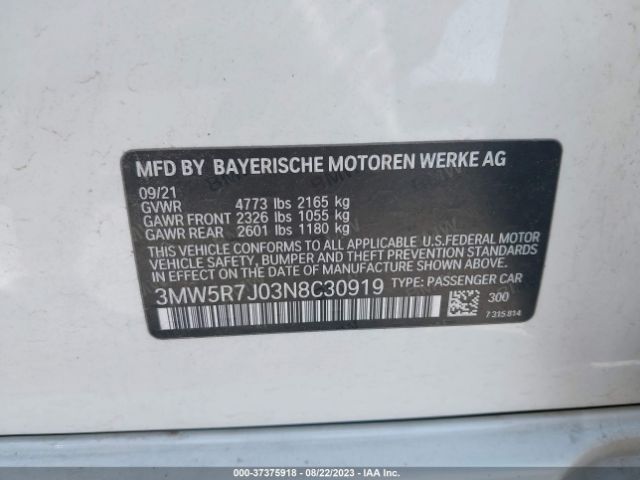 MFD BY BAYERISCHE MOTOREN WERKE AG
09/21
GVWR 4773 lbs 2165 kg
GAWR FRONT 2326 lbs 1055 kg
GAWR REAR 2601 lbs 1180 kg
THIS VEHICLE CONFORMS TO ALL APPLICABLE U.S.FEDERAL MOTOR
VEHICLE SAFETY, BUMPER, AND THEFT PREVENTION STANDARDS
IN EFFECT ON THE DATE OF MANUFACTURE SHOWN ABOVE.
3MW5R7J03N8C30919 TYPE: PASSENGER CAR
300
7 315 814
000-37375918 - 08/22/2023 - IAA Inc.